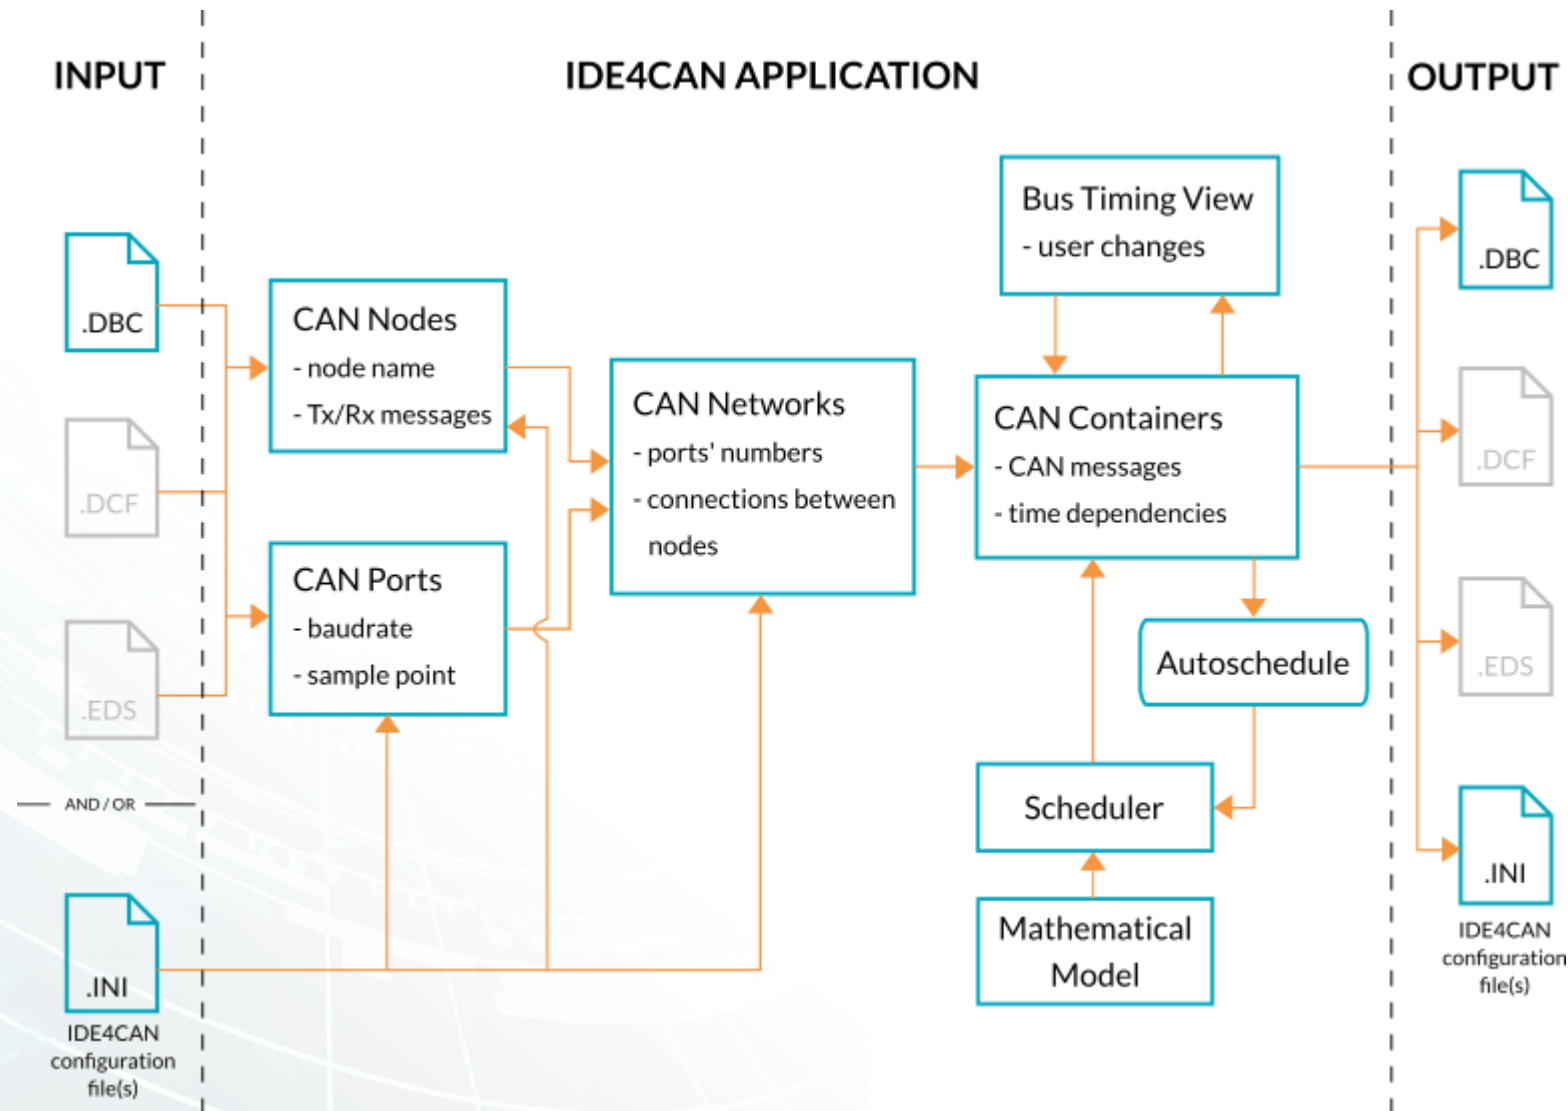 INPUT
IDE4CAN APPLICATION
OUTPUT
.DBC
.DCF
.EDS
AND / OR
.INI
IDE4CAN
configuration
file(s)
CAN Nodes
- node name
- Tx/Rx messages
CAN Ports
- baudrate
- sample point
CAN Networks
- ports' numbers
- connections between
nodes
Bus Timing View
- user changes
CAN Containers
- CAN messages
- time dependencies
Autoschedule
Scheduler
Mathematical
Model
.DBC
.DCF
.EDS
.INI
IDE4CAN
configuration
file(s)